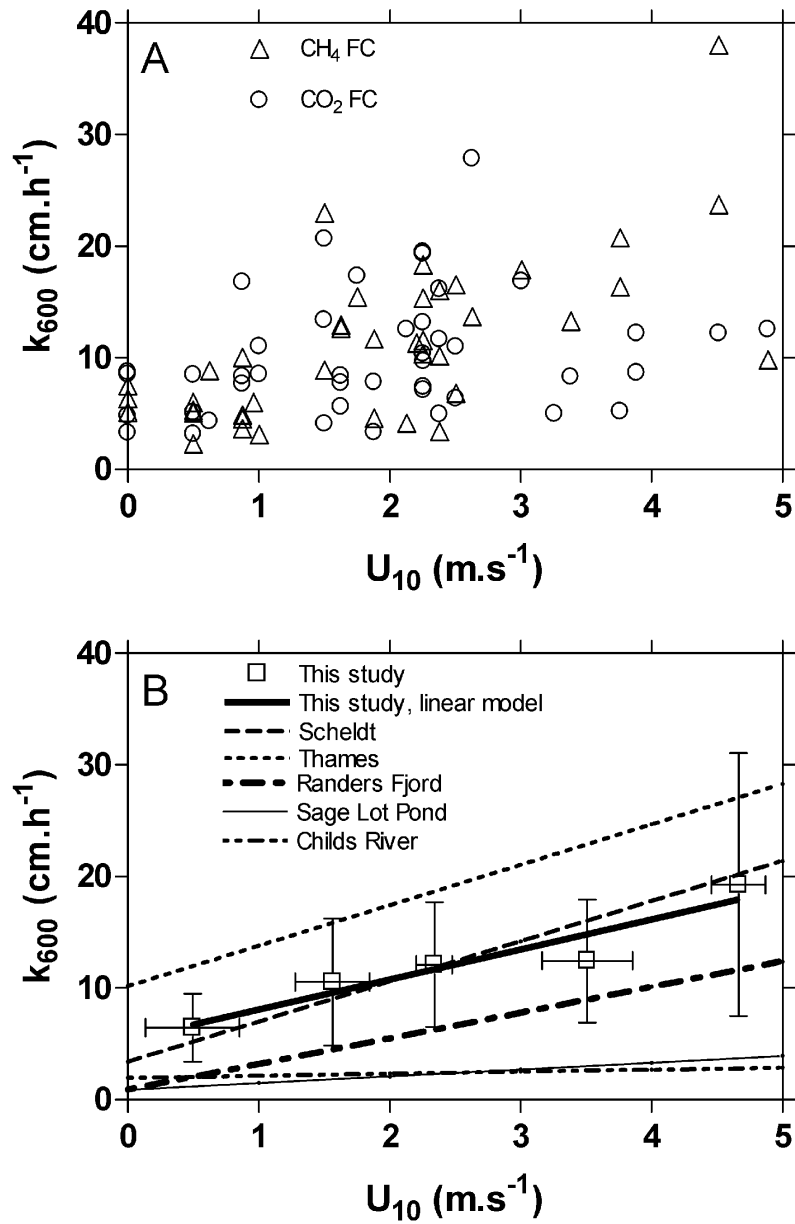 A
CH₄ FC
CO₂ FC
40
30
20
10
0
k₆₀₀ (cm.h⁻¹)
0 1 2 3 4 5
U₁₀ (m.s⁻¹)
B
This study
This study, linear model
Scheldt
Thames
Randers Fjord
Sage Lot Pond
Childs River
40
30
20
10
0
k₆₀₀ (cm.h⁻¹)
0 1 2 3 4 5
U₁₀ (m.s⁻¹)